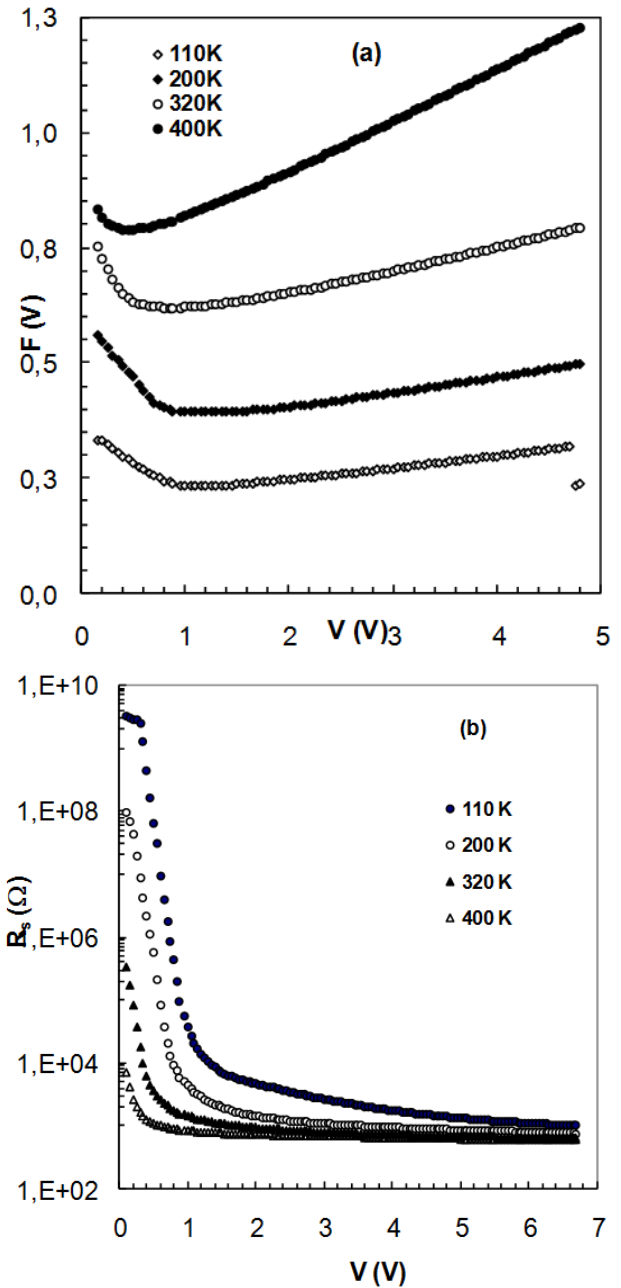 1,3
(a)
110K
200K
320K
400K
1,0
0,8
F (V)
0,5
0,3
0,0
0 1 2 3 4 5
V (V)
1,E+10
(b)
110 K
1,E+08
200 K
320 K
R_s (Ω)
400 K
1,E+06
1,E+04
1,E+02
0 1 2 3 4 5 6 7
V (V)